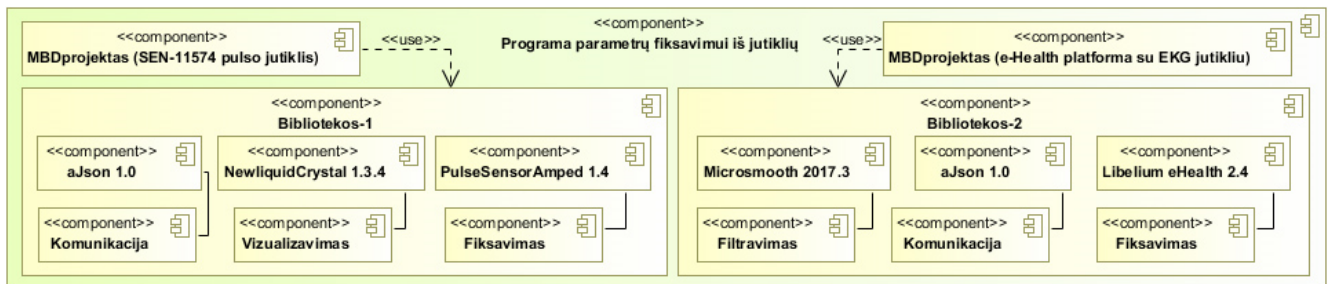 <<component>>
Programa parametrų fiksavimui iš jutiklių
<<component>>
MBDprojektas (SEN-11574 pulso jutiklis)
<<use>>
<<use>>
<<component>>
MBDprojektas (e-Health platforma su EKG jutikliu)
<<component>>
Bibliotekos-1
<<component>>
aJson 1.0
<<component>>
NewliquidCrystal 1.3.4
<<component>>
PulseSensorAmped 1.4
<<component>>
Komunikacija
<<component>>
Vizualizavimas
<<component>>
Fiksavimas
<<component>>
Bibliotekos-2
<<component>>
Microsmooth 2017.3
<<component>>
aJson 1.0
<<component>>
Libelium eHealth 2.4
<<component>>
Filtravimas
<<component>>
Komunikacija
<<component>>
Fiksavimas